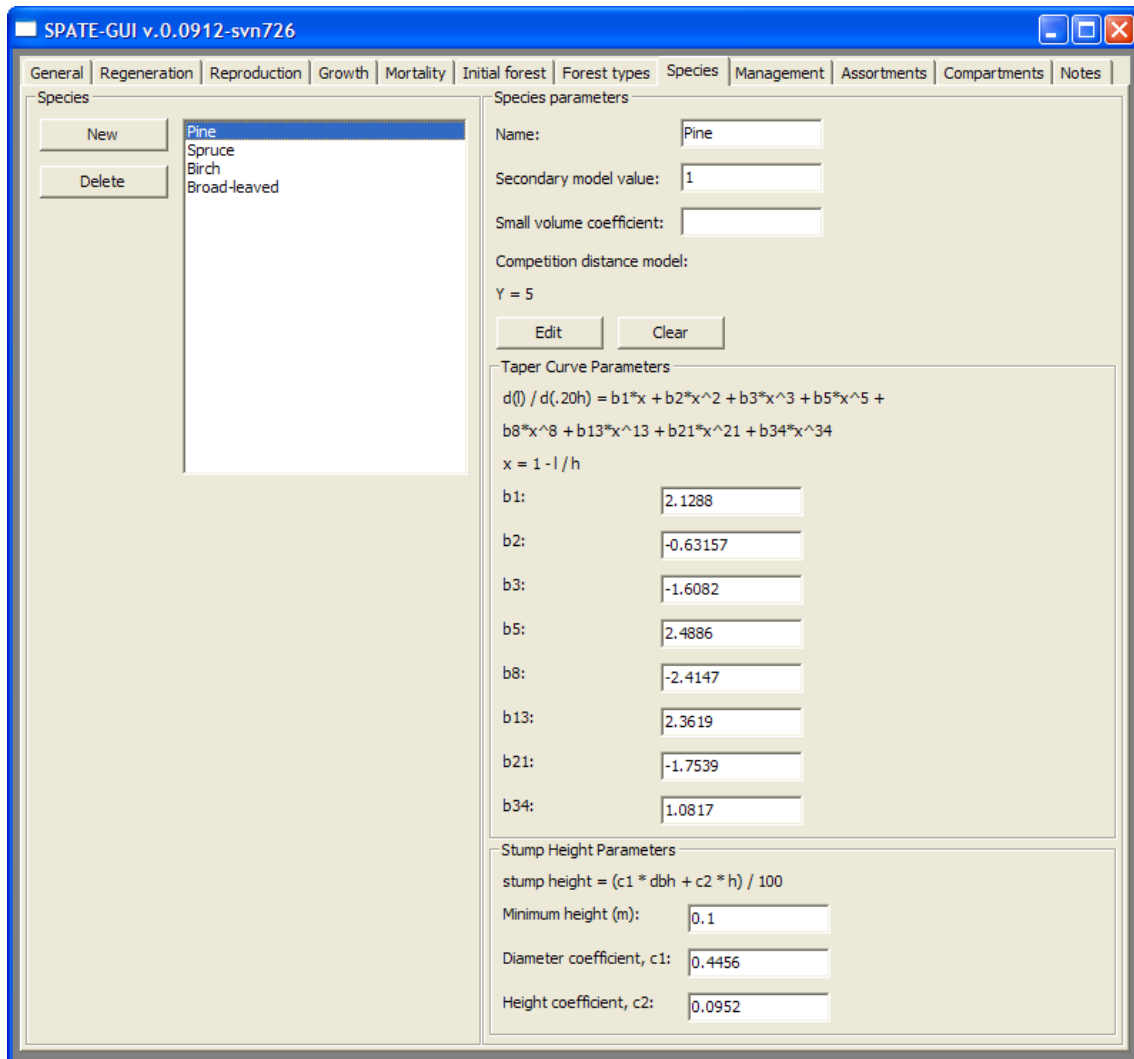 SPATE-GUI v.0.0912-svn726
General Regeneration Reproduction Growth Mortality Initial forest Forest types Species Management Assortments Compartments Notes
Species
New
Delete
Pine
Spruce
Birch
Broad-leaved
Species parameters
Name: Pine
Secondary model value: 1
Small volume coefficient:
Competition distance model:
Y = 5
Edit Clear
Taper Curve Parameters
d(l) / d(.20h) = b1*x + b2*x^2 + b3*x^3 + b5*x^5 +
b8*x^8 + b13*x^13 + b21*x^21 + b34*x^34
x = 1 - l / h
b1: 2.1288
b2: -0.63157
b3: -1.6082
b5: 2.4886
b8: -2.4147
b13: 2.3619
b21: -1.7539
b34: 1.0817
Stump Height Parameters
stump height = (c1 * dbh + c2 * h) / 100
Minimum height (m): 0.1
Diameter coefficient, c1: 0.4456
Height coefficient, c2: 0.0952